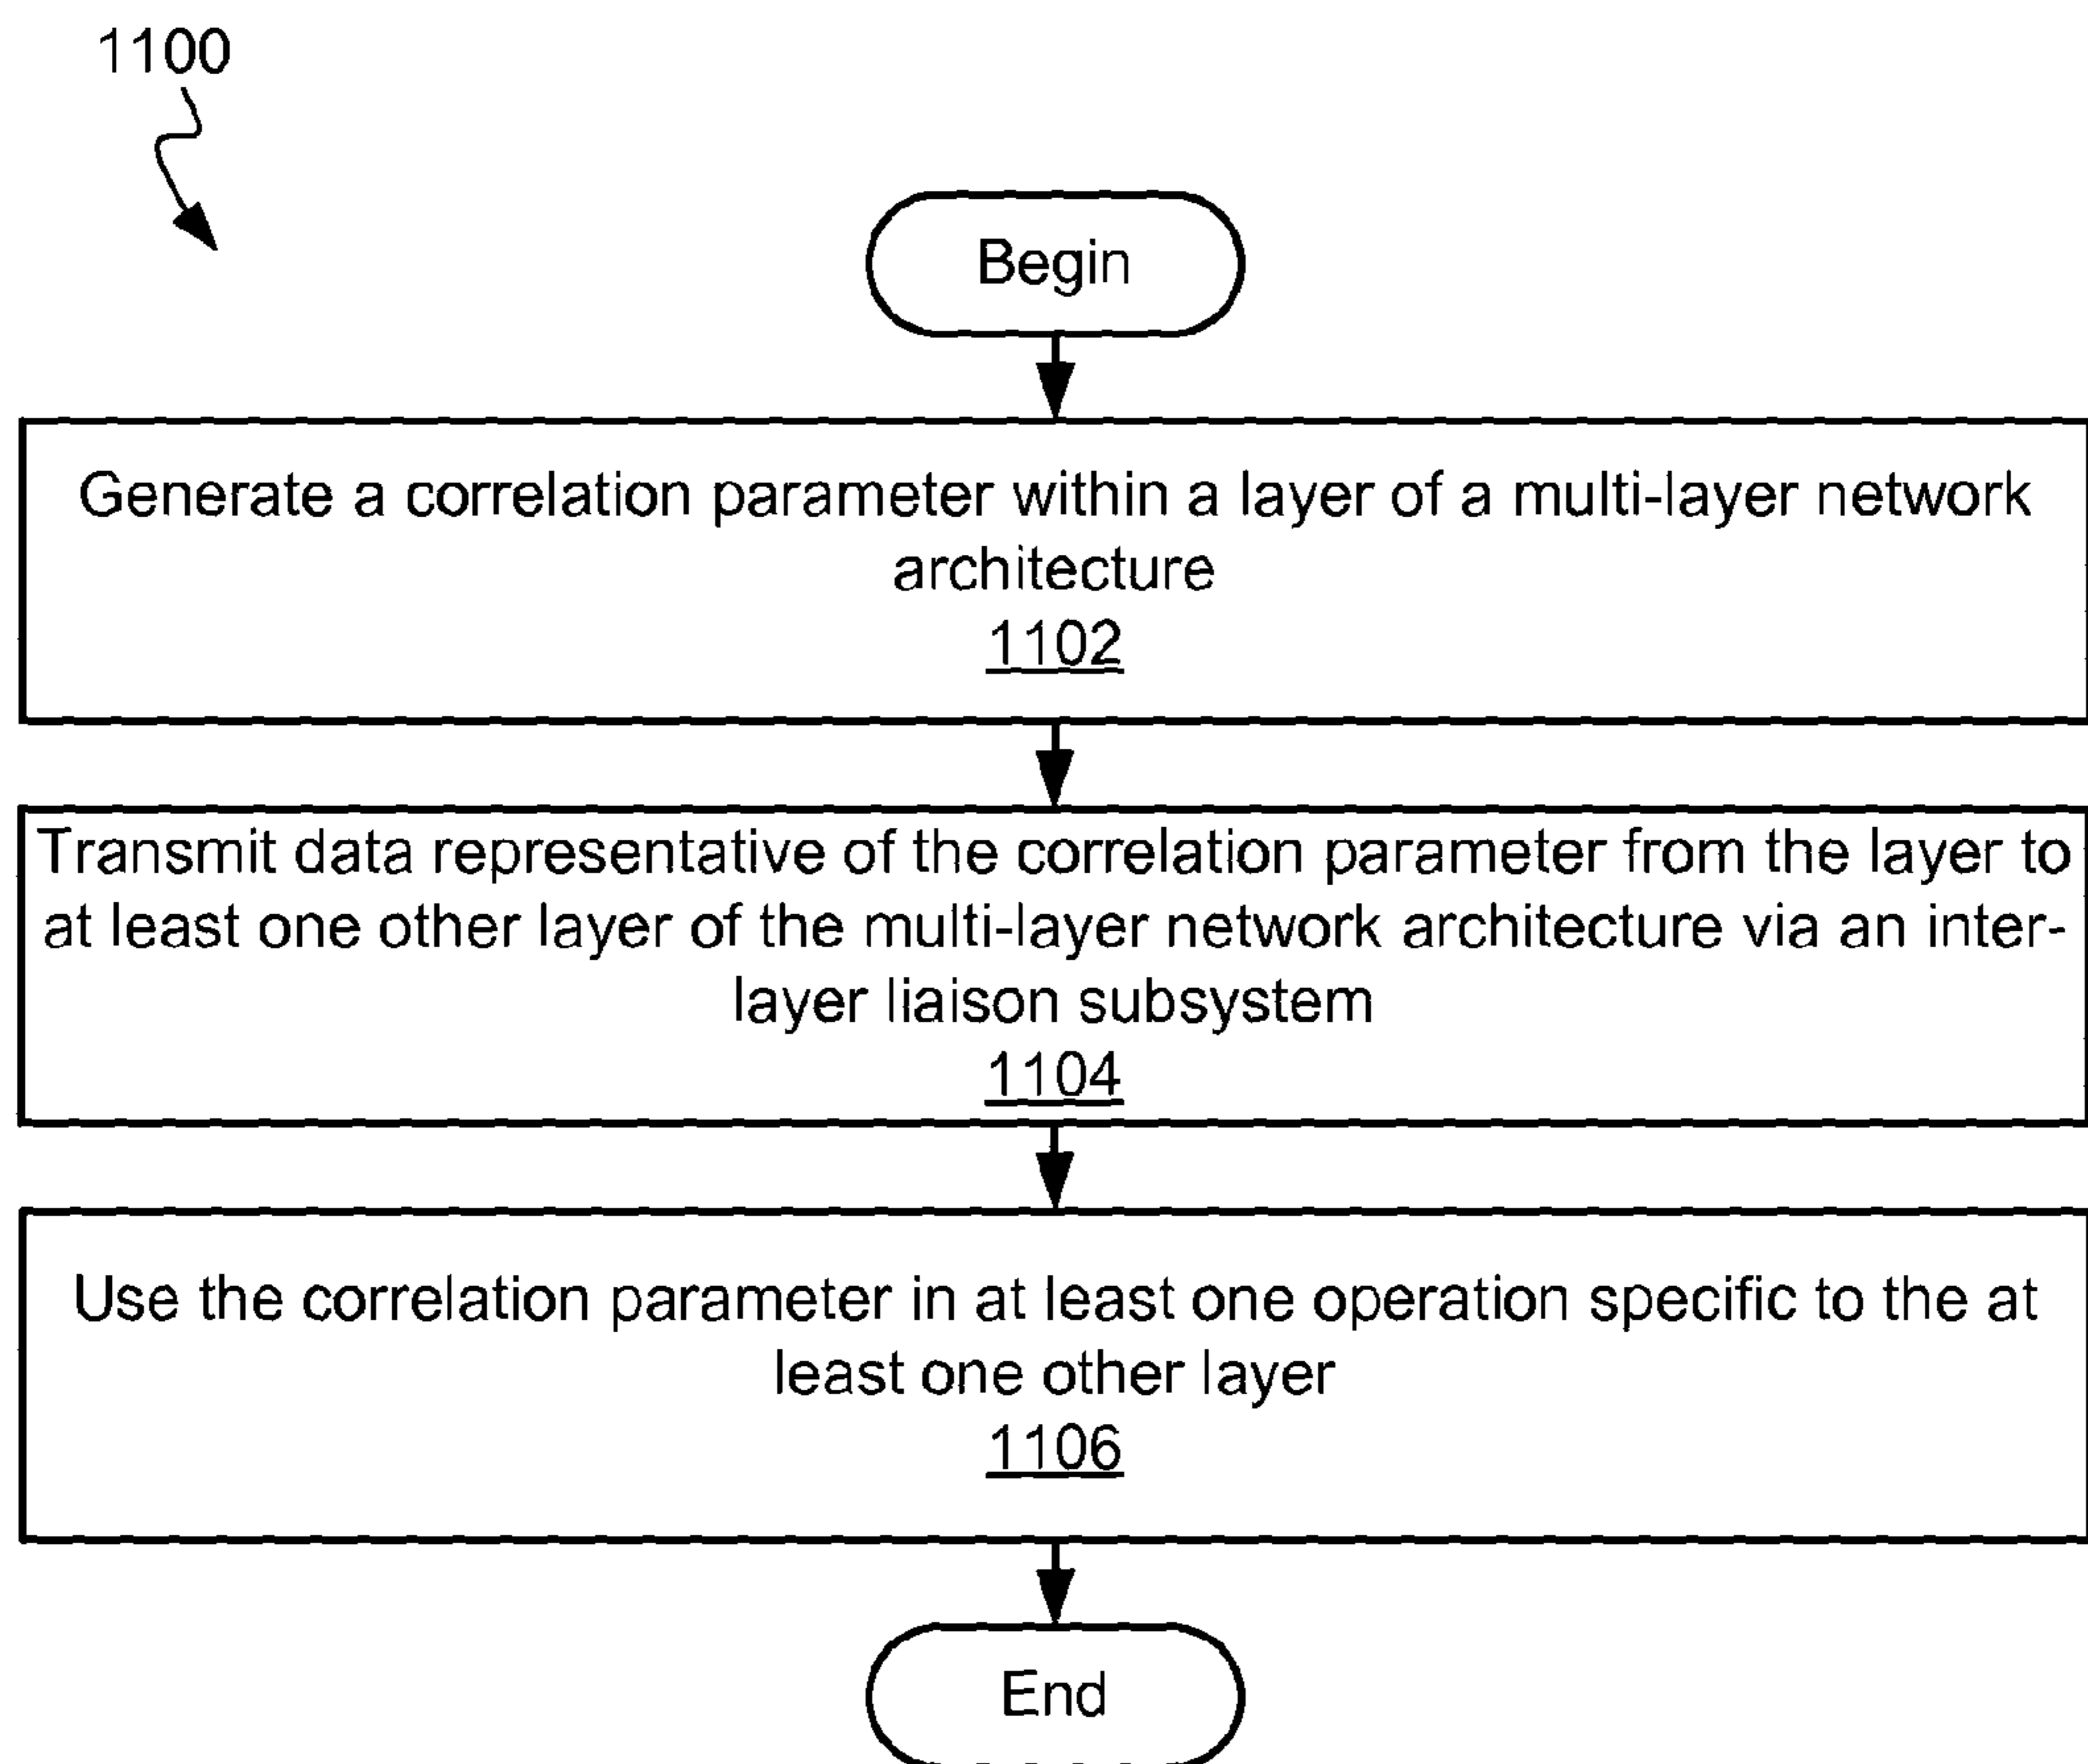 1100
Begin
Generate a correlation parameter within a layer of a multi-layer network
architecture
1102
Transmit data representative of the correlation parameter from the layer to
at least one other layer of the multi-layer network architecture via an inter-
layer liaison subsystem
1104
Use the correlation parameter in at least one operation specific to the at
least one other layer
1106
End